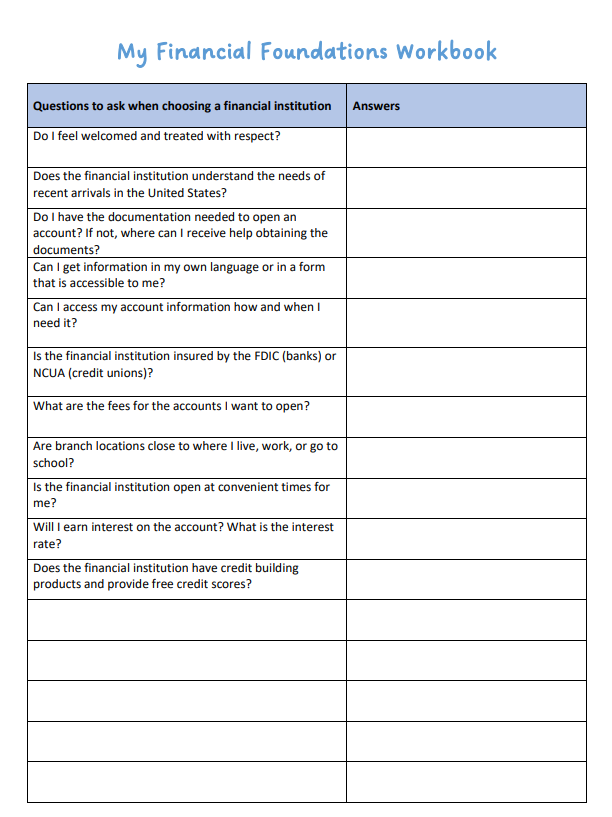 My Financial Foundations Workbook
Questions to ask when choosing a financial institution
Answers
Do I feel welcomed and treated with respect?
Does the financial institution understand the needs of
recent arrivals in the United States?
Do I have the documentation needed to open an
account? If not, where can I receive help obtaining the
documents?
Can I get information in my own language or in a form
that is accessible to me?
Can I access my account information how and when I
need it?
Is the financial institution insured by the FDIC (banks) or
NCUA (credit unions)?
What are the fees for the accounts I want to open?
Are branch locations close to where I live, work, or go to
school?
Is the financial institution open at convenient times for
me?
Will I earn interest on the account? What is the interest
rate?
Does the financial institution have credit building
products and provide free credit scores?